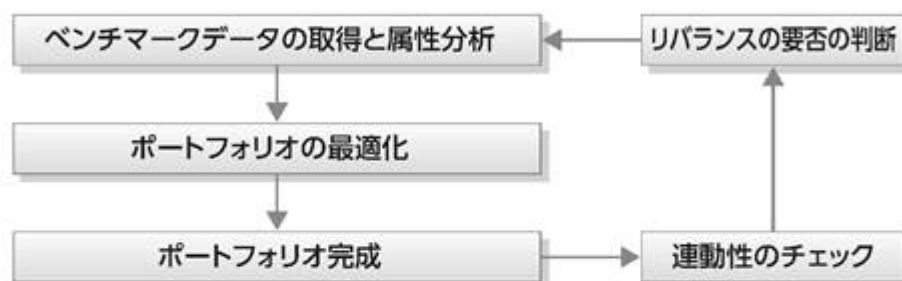 ベンチマークデータの取得と属性分析
リバランスの要否の判断
ポートフォリオの最適化
ポートフォリオ完成
連動性のチェック